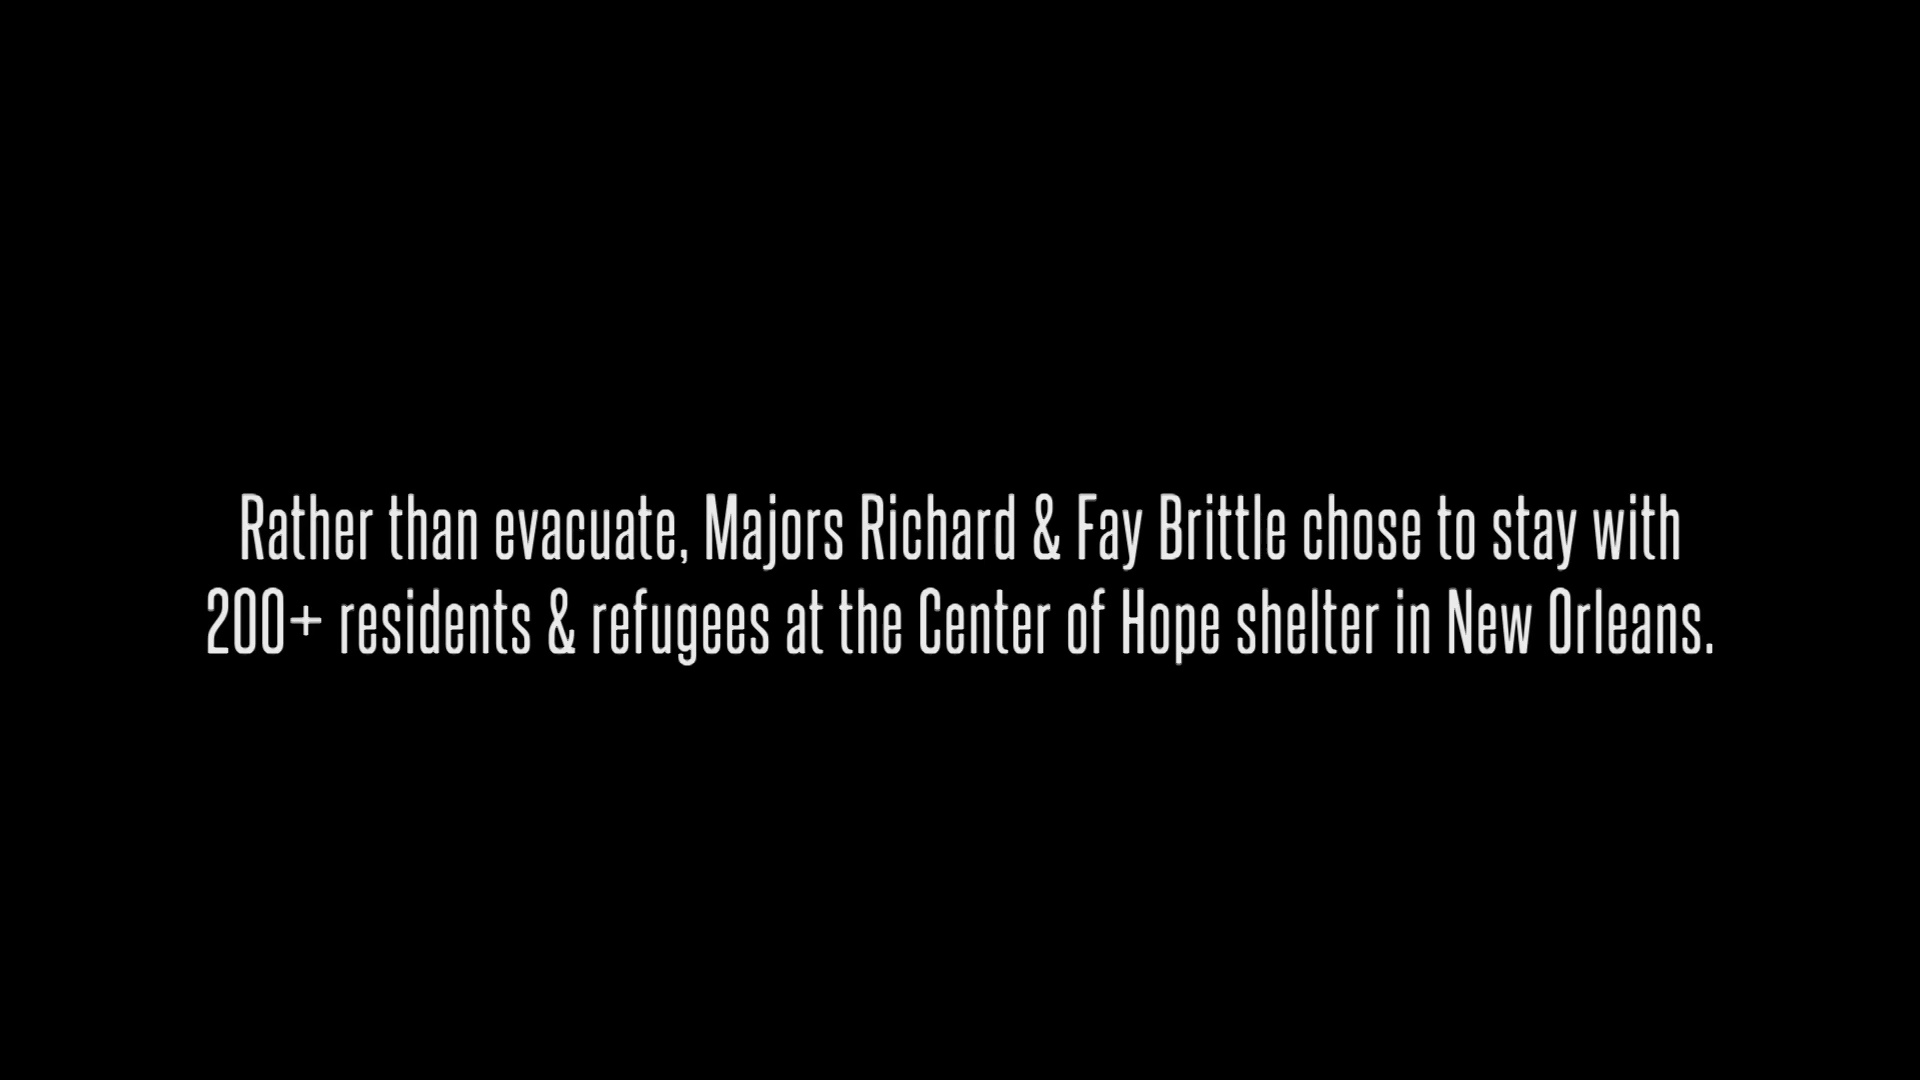 Rather than evacuate, Majors Richard & Fay Brittle chose to stay with
200+ residents & refugees at the Center of Hope shelter in New Orleans.